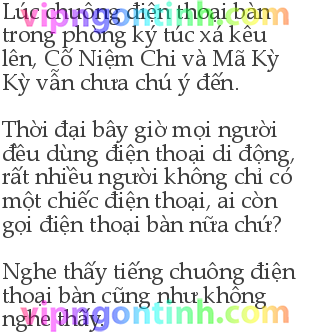 Lúc chuông điện thoại bàn
trong phòng ký túc xá kêu
lên, Cỗ Niệm Chi và Mã Kỳ
Kỳ vẫn chưa chú ý đến.
Thời đại bây giờ mọi người
đều dùng điện thoại di động,
rất nhiều người không chỉ có
một chiếc điện thoại, ai còn
gọi điện thoại bàn nữa chứ?
Nghe thấy tiếng chuông điện
thoại bàn cũng như không
nghe thấy.
vipngontinh.com
vipngontinh.com